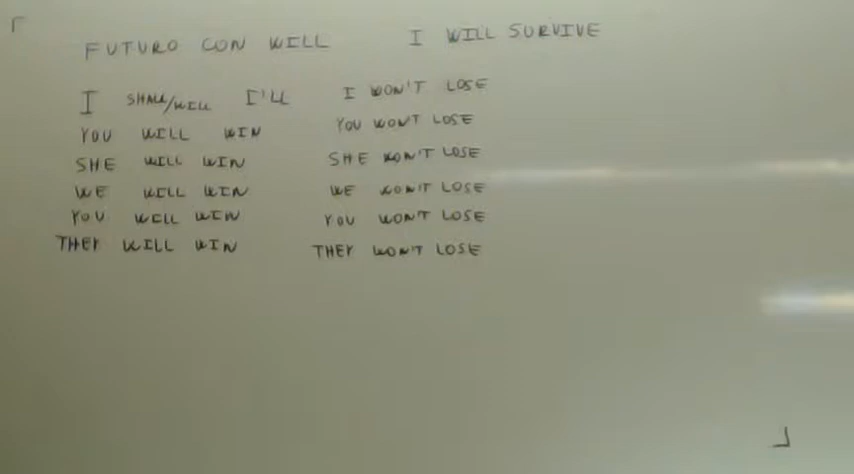 FUTURO CON WILL I WILL SURVIVE
I SHALL/WILL I'LL I WON'T LOSE
YOU WILL WIN YOU WON'T LOSE
SHE WILL WIN SHE WON'T LOSE
WE WILL WIN WE WON'T LOSE
YOU WILL WIN YOU WON'T LOSE
THEY WILL WIN THEY WON'T LOSE